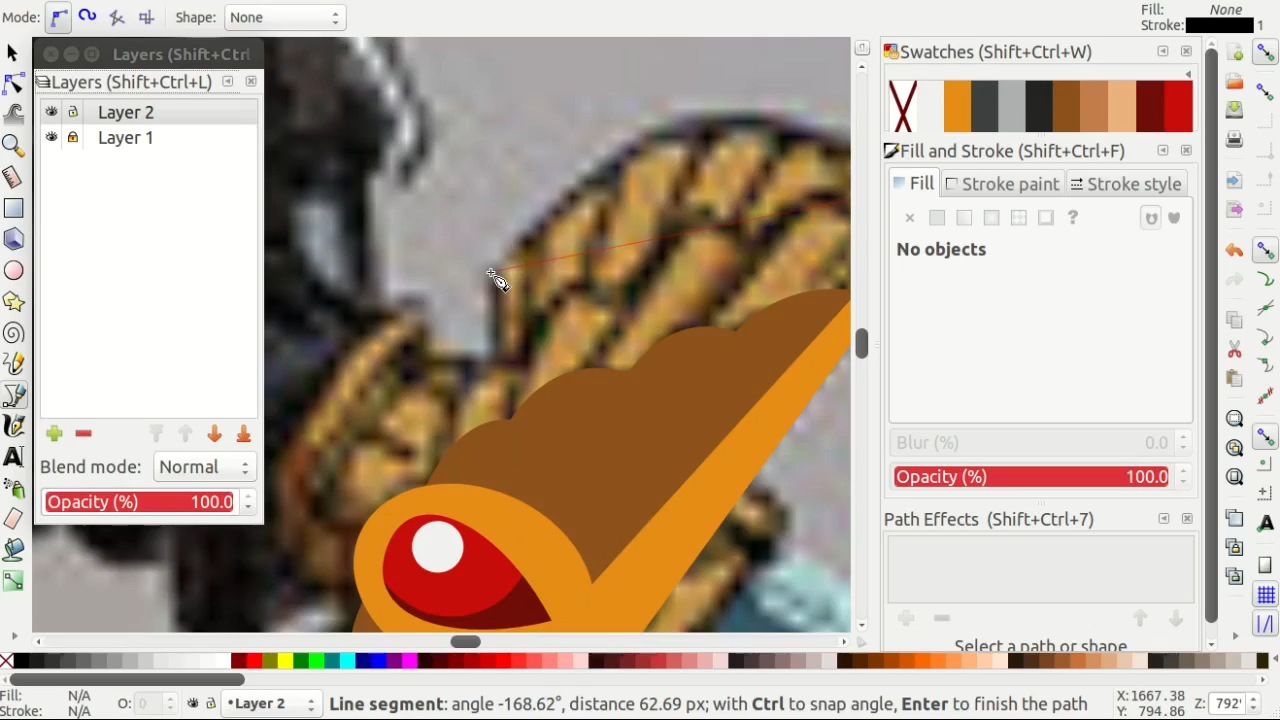 Mode:
Shape: None
Fill: None
Stroke: 1
Layers (Shift+Ctrl
Layers (Shift+Ctrl+L)
Layer 2
Layer 1
Blend mode: Normal
Opacity (%) 100.0
Swatches (Shift+Ctrl+W)
Fill and Stroke (Shift+Ctrl+F)
Fill Stroke paint Stroke style
?
No objects
Blur (%) 0.0
Opacity (%) 100.0
Path Effects (Shift+Ctrl+7)
Select a path or shape
Fill: N/A
Stroke: N/A
O: 0
•Layer 2
Line segment: angle -168.62°, distance 62.69 px; with Ctrl to snap angle, Enter to finish the path
X:1667.38
Y: 794.86
Z: 792'